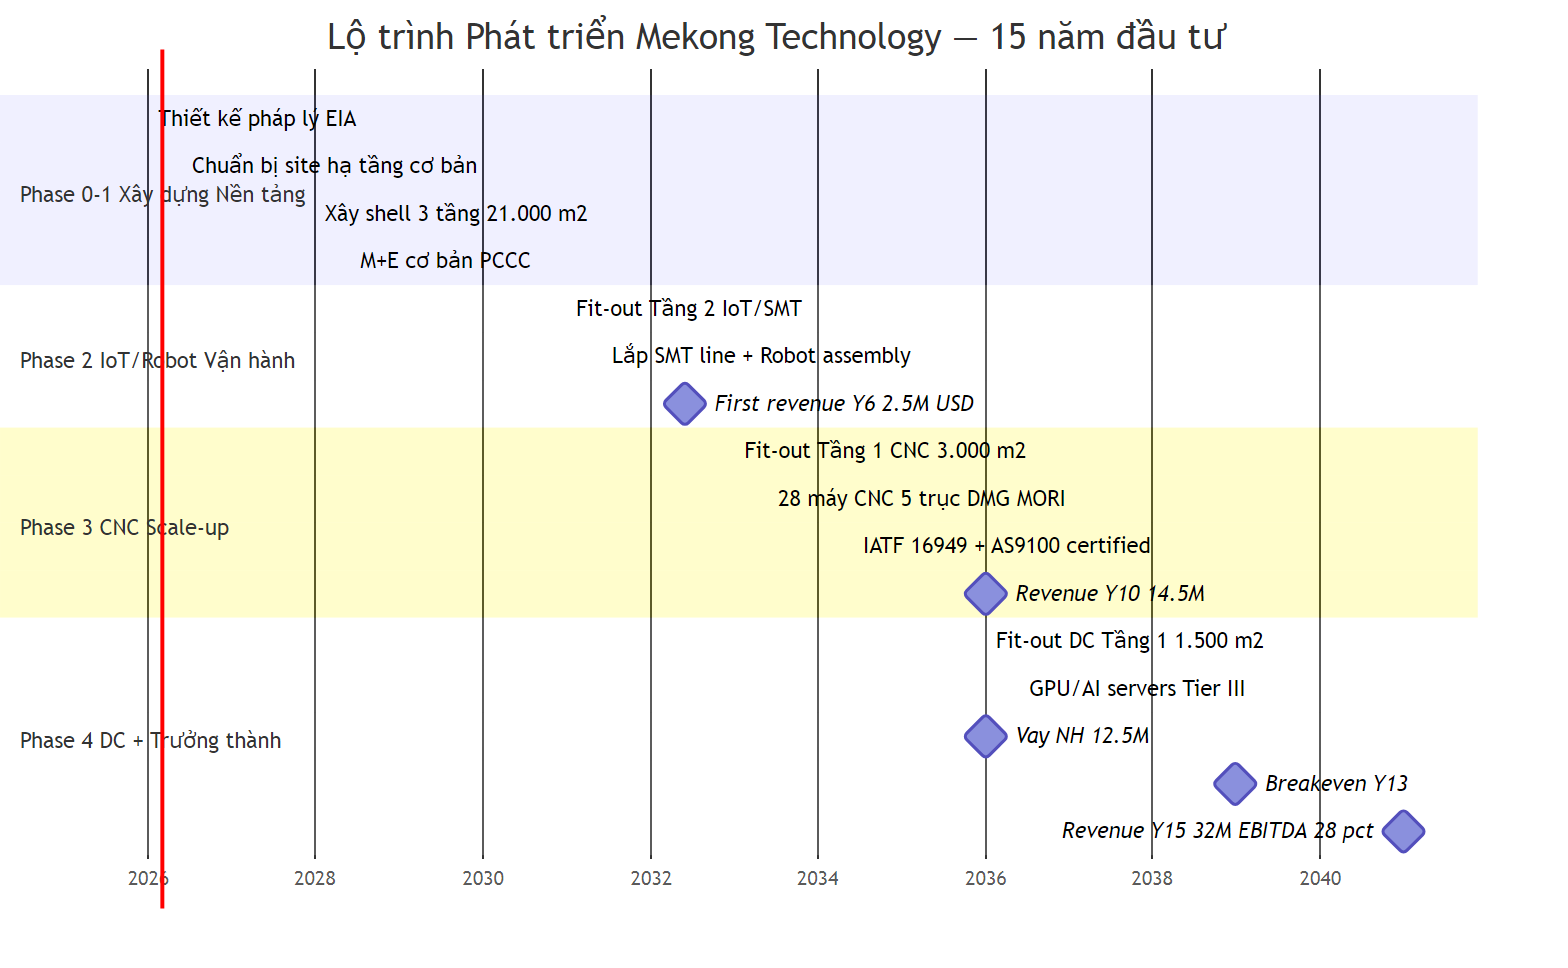 Lộ trình Phát triển Mekong Technology — 15 năm đầu tư
Phase 0-1 Xây dựng Nền tảng
Thiết kế pháp lý EIA
Chuẩn bị site hạ tầng cơ bản
Xây shell 3 tầng 21.000 m2
M+E cơ bản PCCC
Phase 2 IoT/Robot Vận hành
Fit-out Tầng 2 IoT/SMT
Lắp SMT line + Robot assembly
First revenue Y6 2.5M USD
Phase 3 CNC Scale-up
Fit-out Tầng 1 CNC 3.000 m2
28 máy CNC 5 trục DMG MORI
IATF 16949 + AS9100 certified
Revenue Y10 14.5M
Phase 4 DC + Trưởng thành
Fit-out DC Tầng 1 1.500 m2
GPU/AI servers Tier III
Vay NH 12.5M
Breakeven Y13
Revenue Y15 32M EBITDA 28 pct
2026 2028 2030 2032 2034 2036 2038 2040